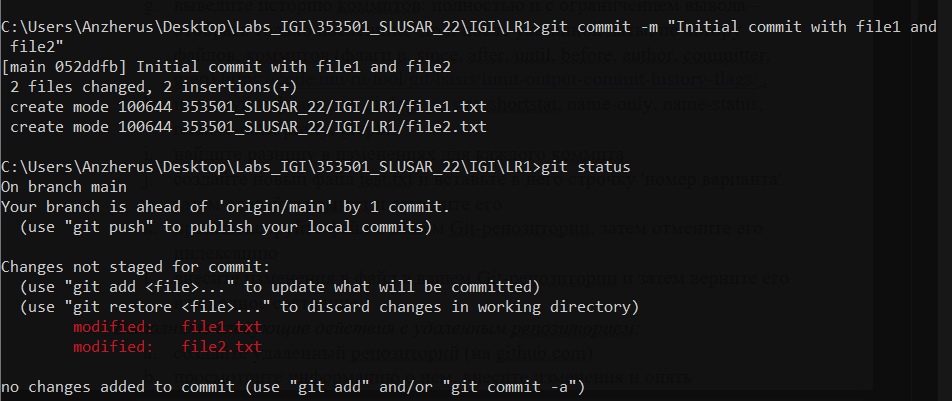 C:\Users\Anzherus\Desktop\Labs_IGI\353501_SLUSAR_22\IGI\LR1>git commit -m "Initial commit with file1 and
file2"
[main 052ddfb] Initial commit with file1 and file2
2 files changed, 2 insertions(+)
create mode 100644 353501_SLUSAR_22/IGI/LR1/file1.txt
create mode 100644 353501_SLUSAR_22/IGI/LR1/file2.txt
C:\Users\Anzherus\Desktop\Labs_IGI\353501_SLUSAR_22\IGI\LR1>git status
On branch main
Your branch is ahead of 'origin/main' by 1 commit.
(use "git push" to publish your local commits)
Changes not staged for commit:
(use "git add <file>..." to update what will be committed)
(use "git restore <file>..." to discard changes in working directory)
modified: file1.txt
modified: file2.txt
no changes added to commit (use "git add" and/or "git commit -a")